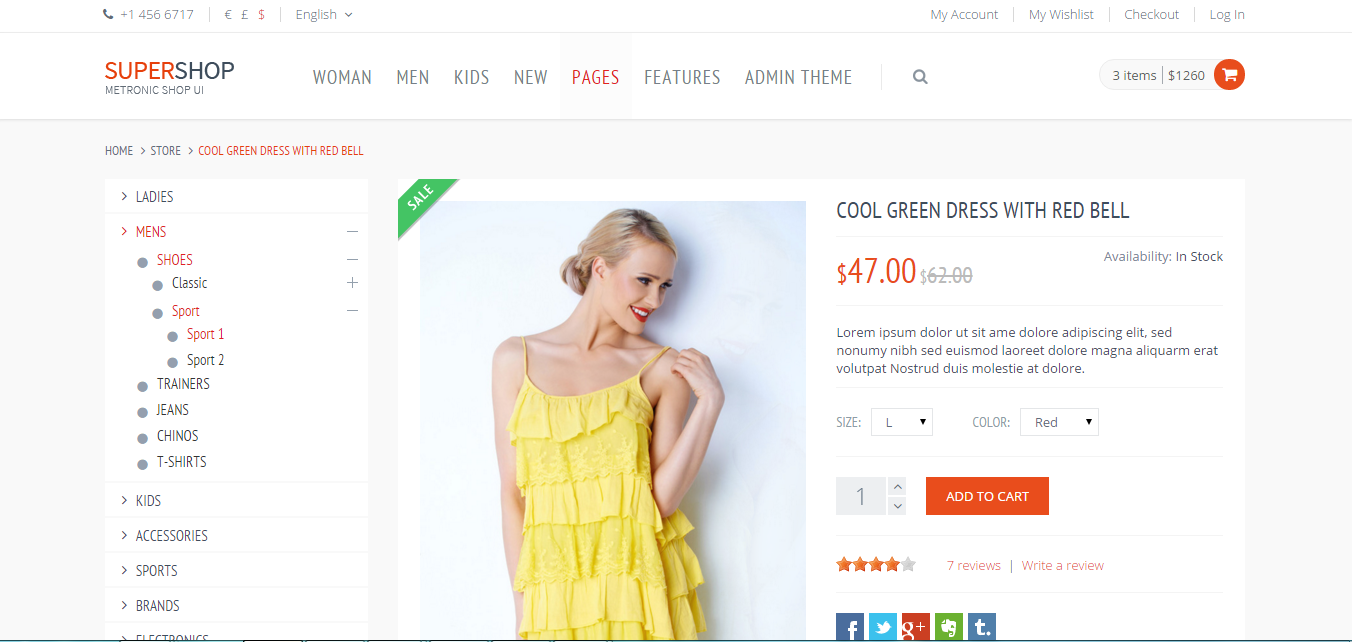 +1 456 6717 € £ $ English My Account My Wishlist Checkout Log In
SUPERSHOP
METRONIC SHOP UI
WOMAN MEN KIDS NEW PAGES FEATURES ADMIN THEME
3 items $1260
HOME > STORE > COOL GREEN DRESS WITH RED BELL
LADIES
MENS
SHOES
Classic
Sport
Sport 1
Sport 2
TRAINERS
JEANS
CHINOS
T-SHIRTS
KIDS
ACCESSORIES
SPORTS
BRANDS
ELECTRONICS
SALE
COOL GREEN DRESS WITH RED BELL
$47.00 $62.00
Availability: In Stock
Lorem ipsum dolor ut sit ame dolore adipiscing elit, sed
nonumy nibh sed euismod laoreet dolore magna aliquarm erat
volutpat Nostrud duis molestie at dolore.
SIZE: L COLOR: Red
1 ADD TO CART
7 reviews | Write a review
f g+ t.